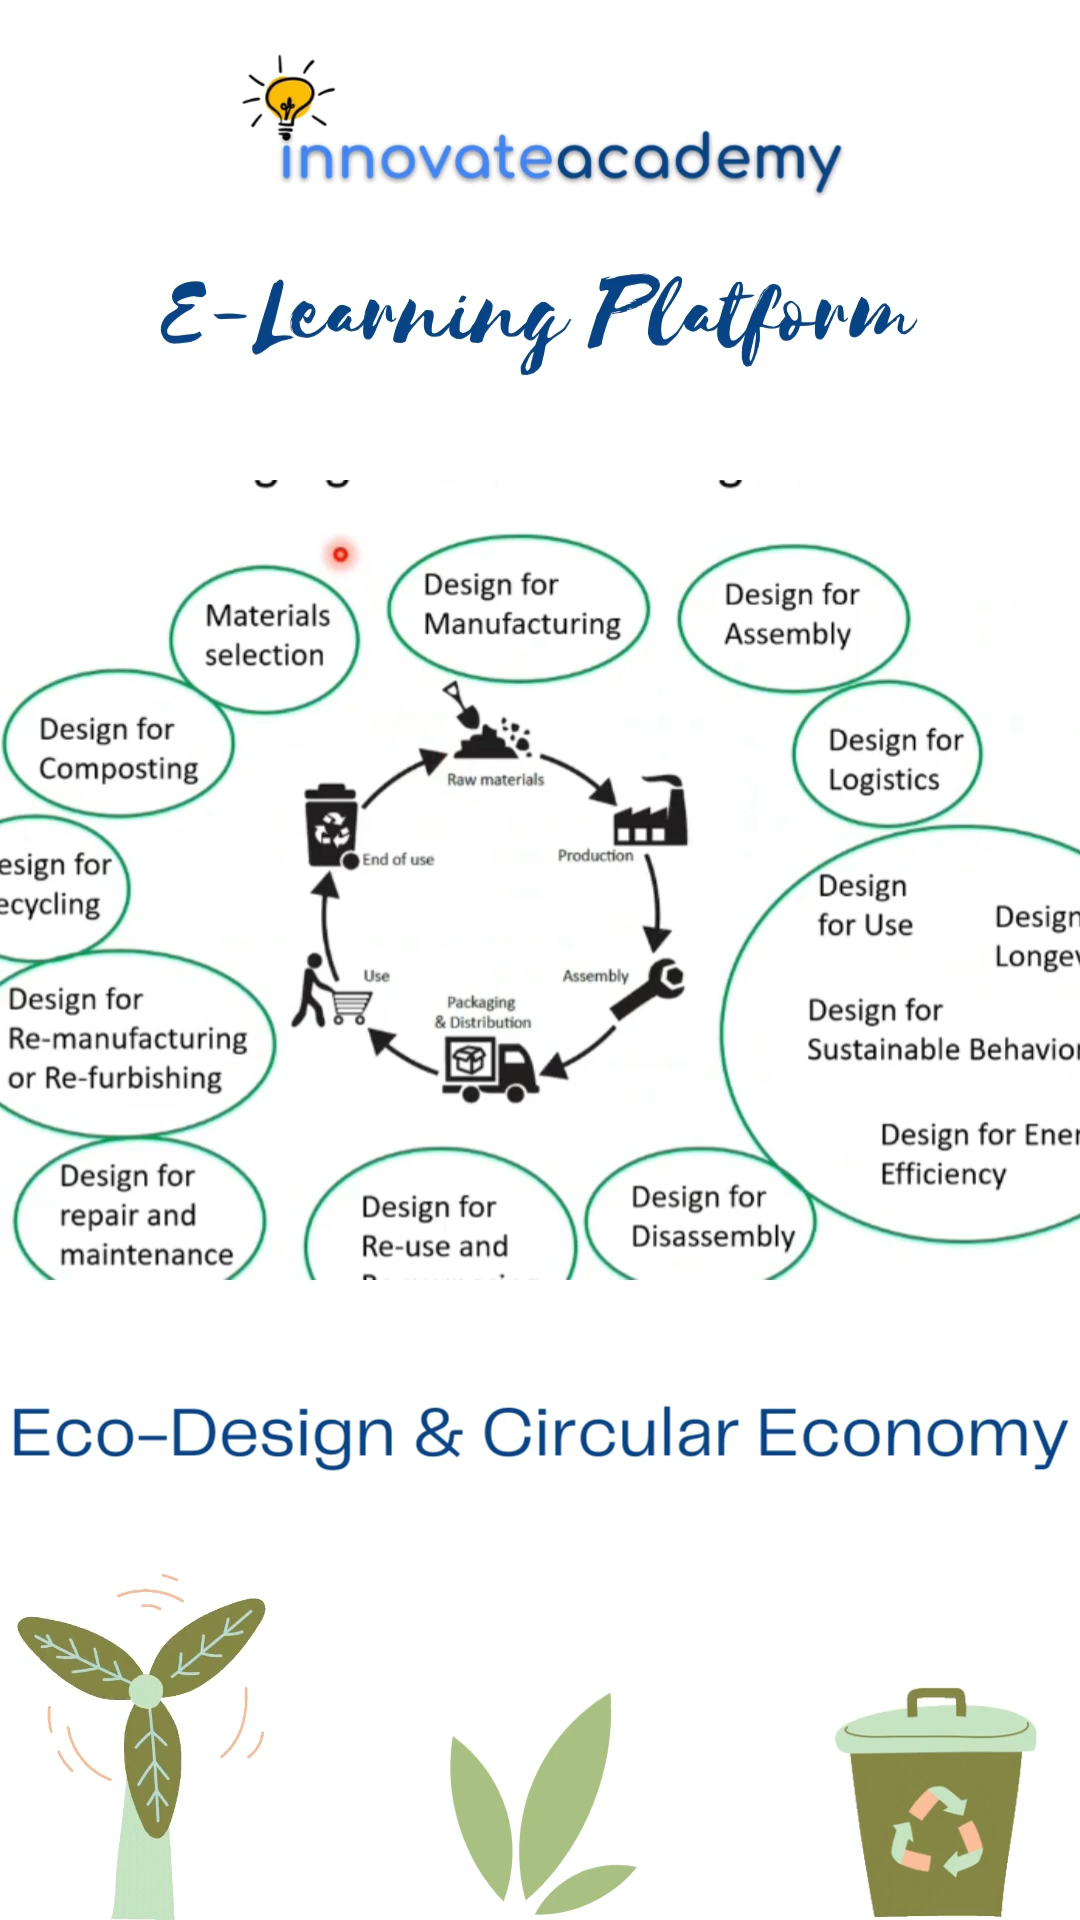 innovateacademy
E-Learning Platform
Materials
selection
Design for
Manufacturing
Design for
Assembly
Design for
Composting
Design for
Logistics
Raw materials
End of use
Production
esign for
ecycling
Design
for Use
Design
Longev
Design for
Re-manufacturing
or Re-furbishing
Use
Assembly
Packaging
& Distribution
Design for
Sustainable Behavior
Design for Ener
Efficiency
Design for
repair and
maintenance
Design for
Re-use and
Design for
Disassembly
Eco-Design & Circular Economy